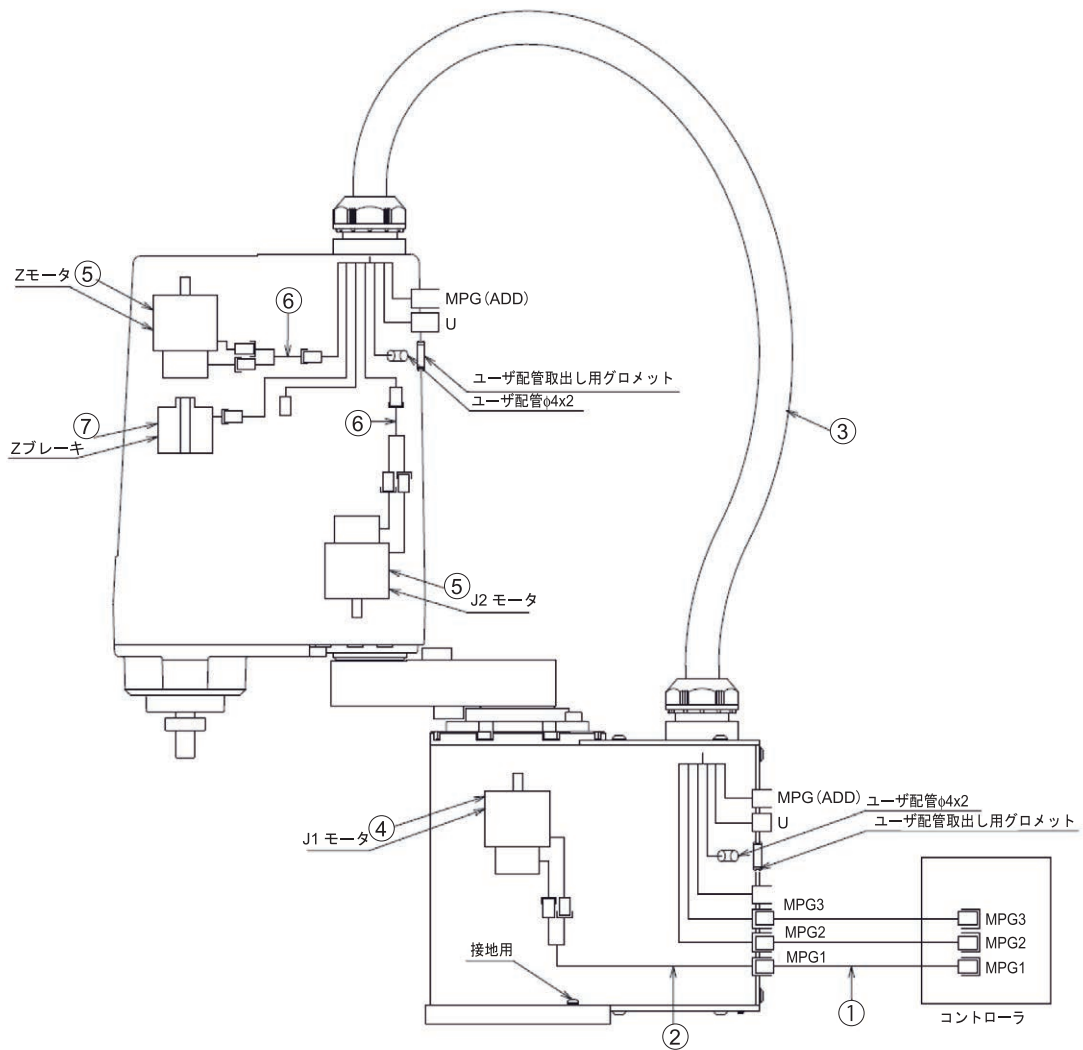 Zモータ
⑤
⑥
MPG(ADD)
U
ユーザ配管取出し用グロメット
ユーザ配管φ4x2
⑦
Zブレーキ
⑥
③
⑤
J2 モータ
MPG(ADD)
ユーザ配管φ4x2
U
ユーザ配管取出し用グロメット
④
J1 モータ
MPG3
MPG3
MPG2
MPG2
MPG1
MPG1
接地用
②
①
コントローラ